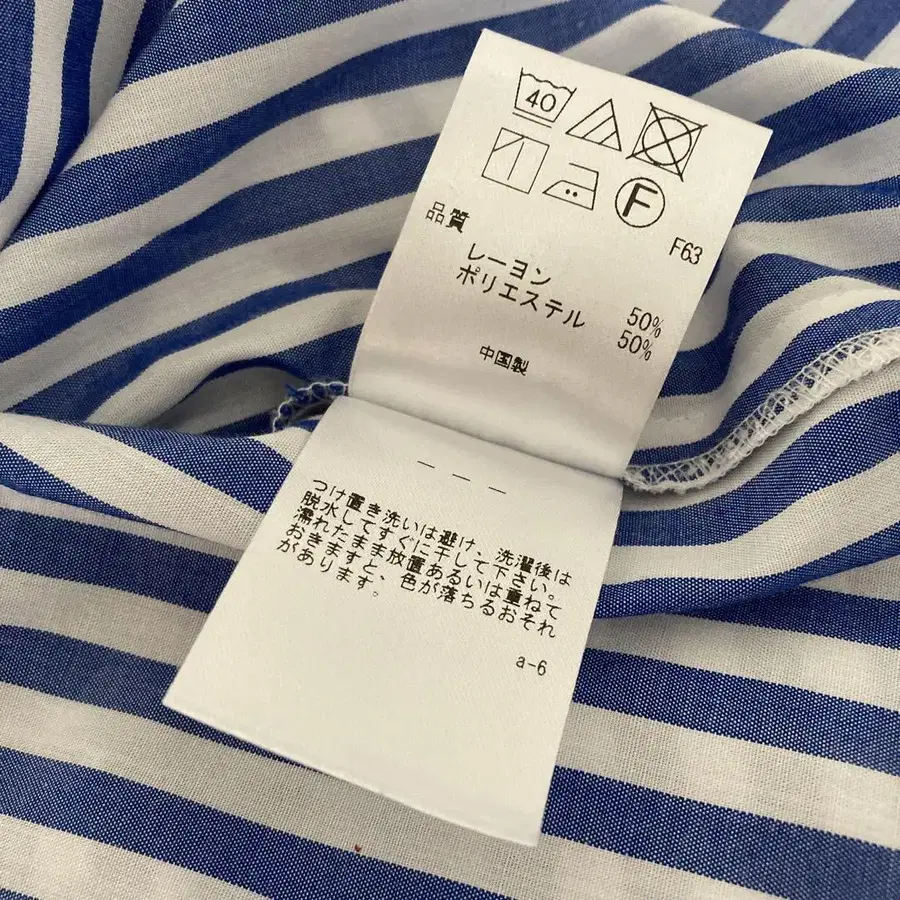 40
F
品質
F63
レーヨン 50%
ポリエステル 50%
中国製
つけ置き洗いは避け、洗濯後は
脱水してすぐに干して下さい。
濡れたまま放置あるいは重ねて
おきますと、色が落ちるおそれ
があります。
a-6